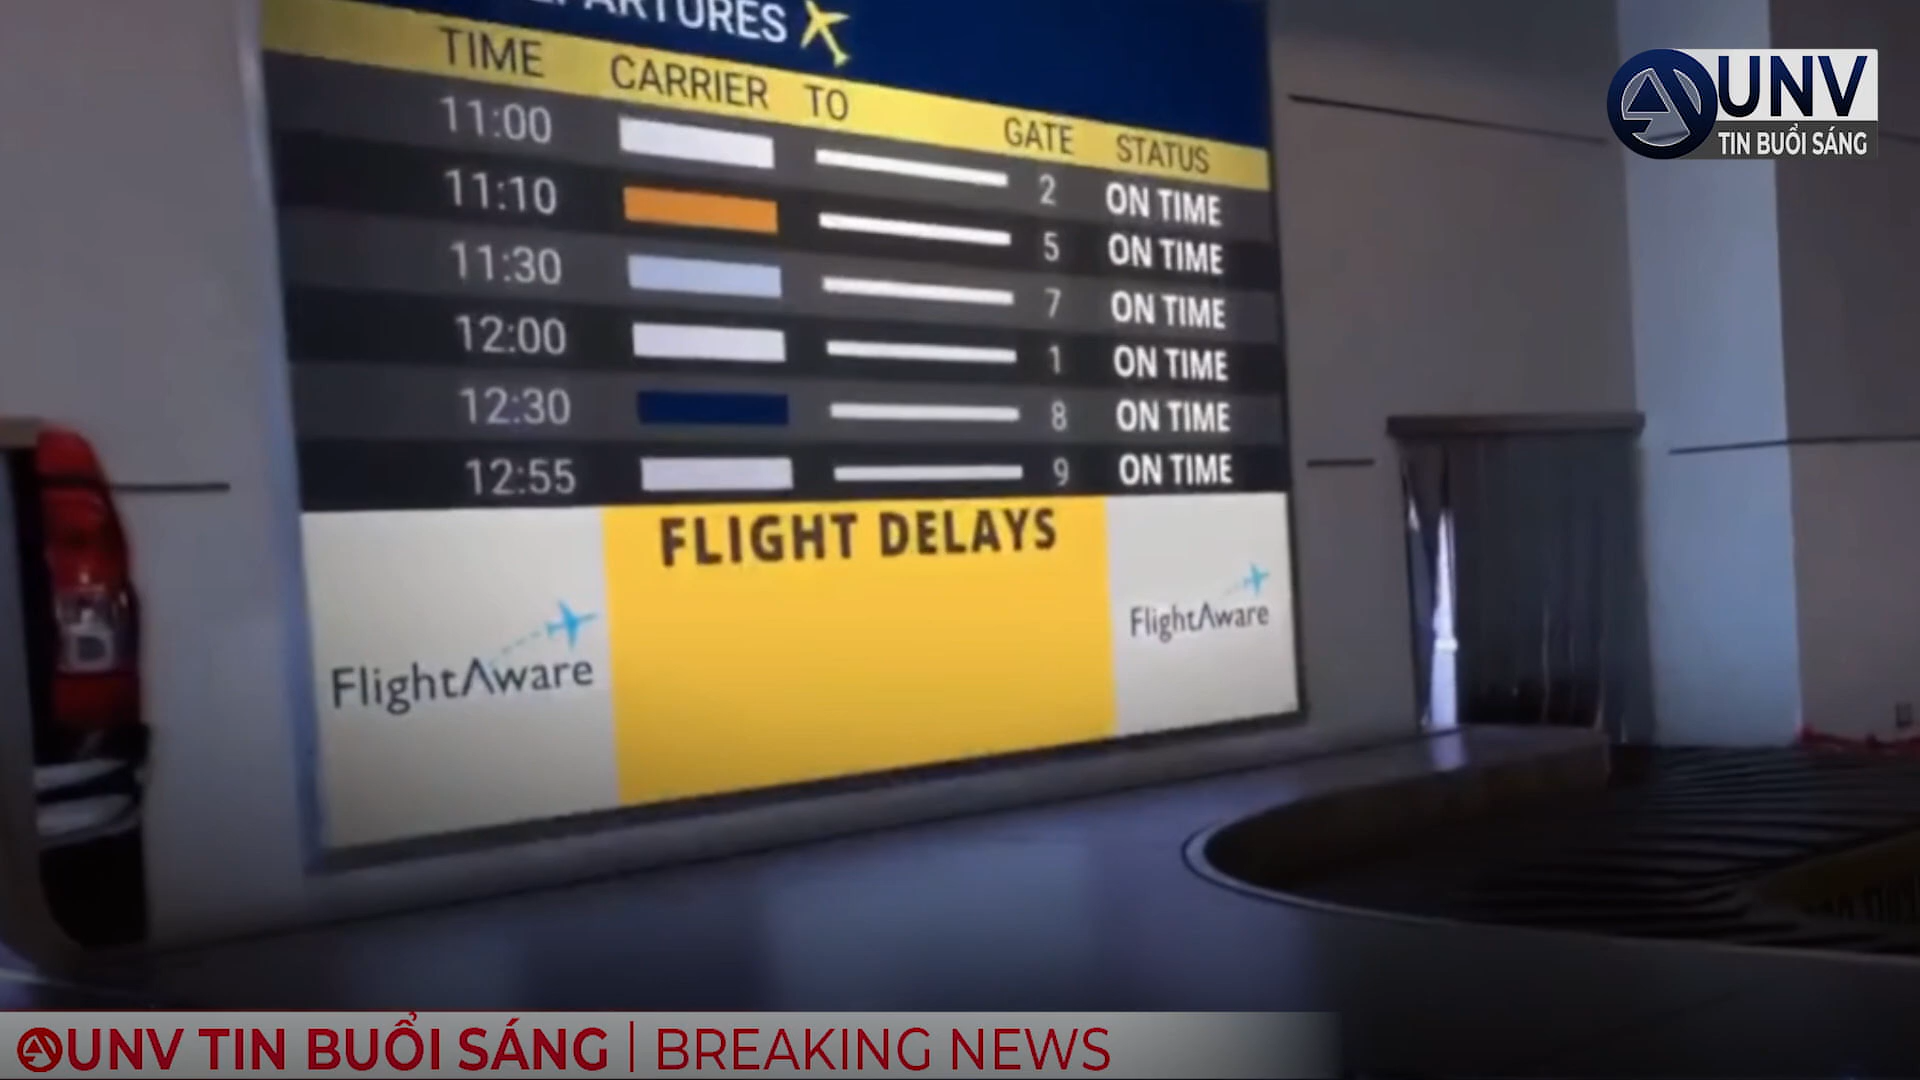 DEPARTURES
TIME CARRIER TO GATE STATUS
11:00 2 ON TIME
11:10 5 ON TIME
11:30 7 ON TIME
12:00 1 ON TIME
12:30 8 ON TIME
12:55 9 ON TIME
FLIGHT DELAYS
FlightAware
FlightAware
UNV
TIN BUỔI SÁNG
UNV TIN BUỔI SÁNG | BREAKING NEWS